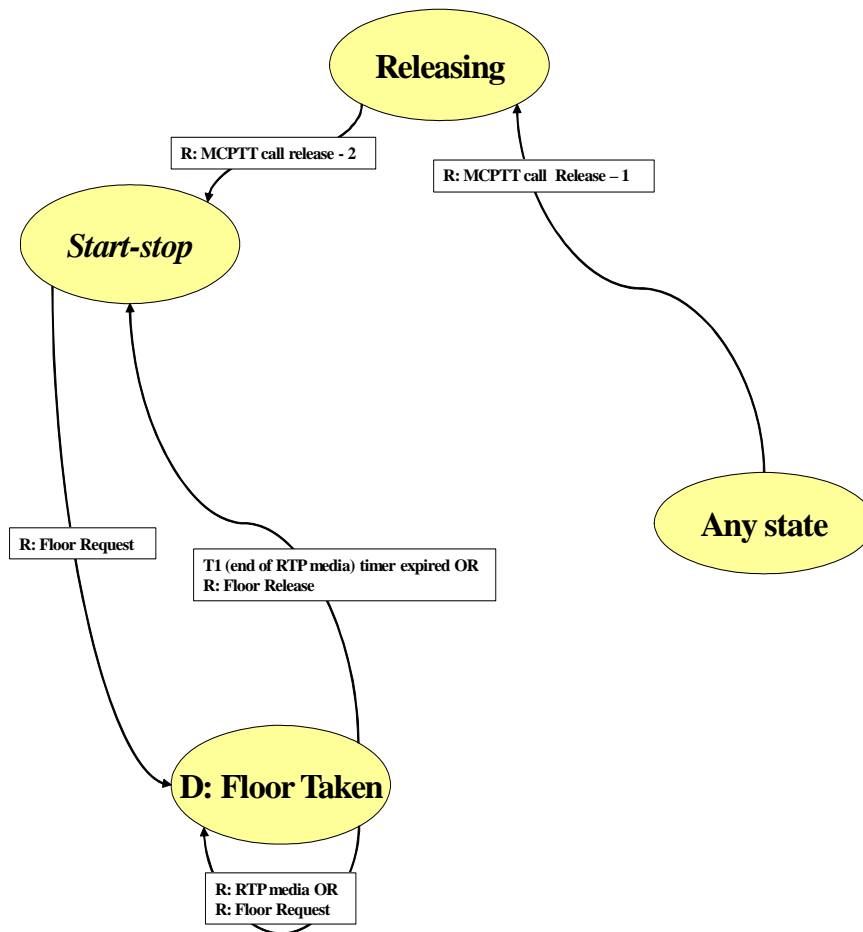 Releasing
R: MCPTT call release - 2
R: MCPTT call Release – 1
Start-stop
Any state
R: Floor Request
T1 (end of RTP media) timer expired OR
R: Floor Release
D: Floor Taken
R: RTP media OR
R: Floor Request